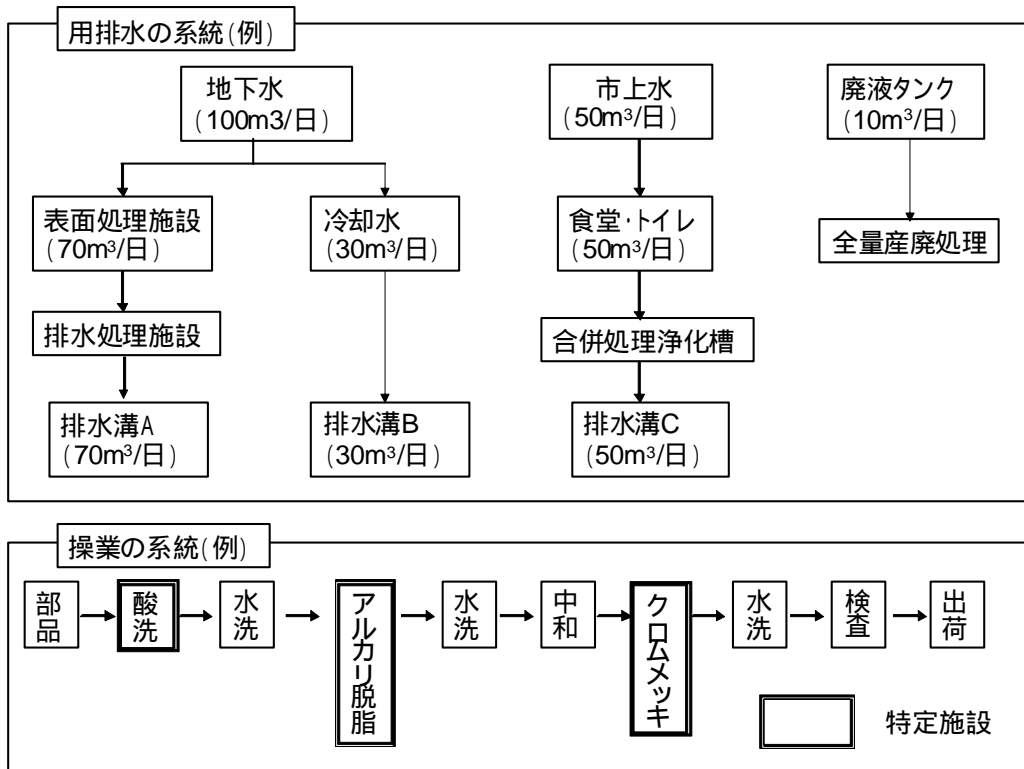 用排水の系統(例)
地下水
(100m3/日)
市上水
(50m³/日)
廃液タンク
(10m³/日)
表面処理施設
(70m³/日)
冷却水
(30m³/日)
食堂・トイレ
(50m³/日)
全量産廃処理
排水処理施設
合併処理浄化槽
排水溝A
(70m³/日)
排水溝B
(30m³/日)
排水溝C
(50m³/日)
操業の系統(例)
部品
酸洗
水洗
アルカリ脱脂
水洗
中和
クロムメッキ
水洗
検査
出荷
特定施設